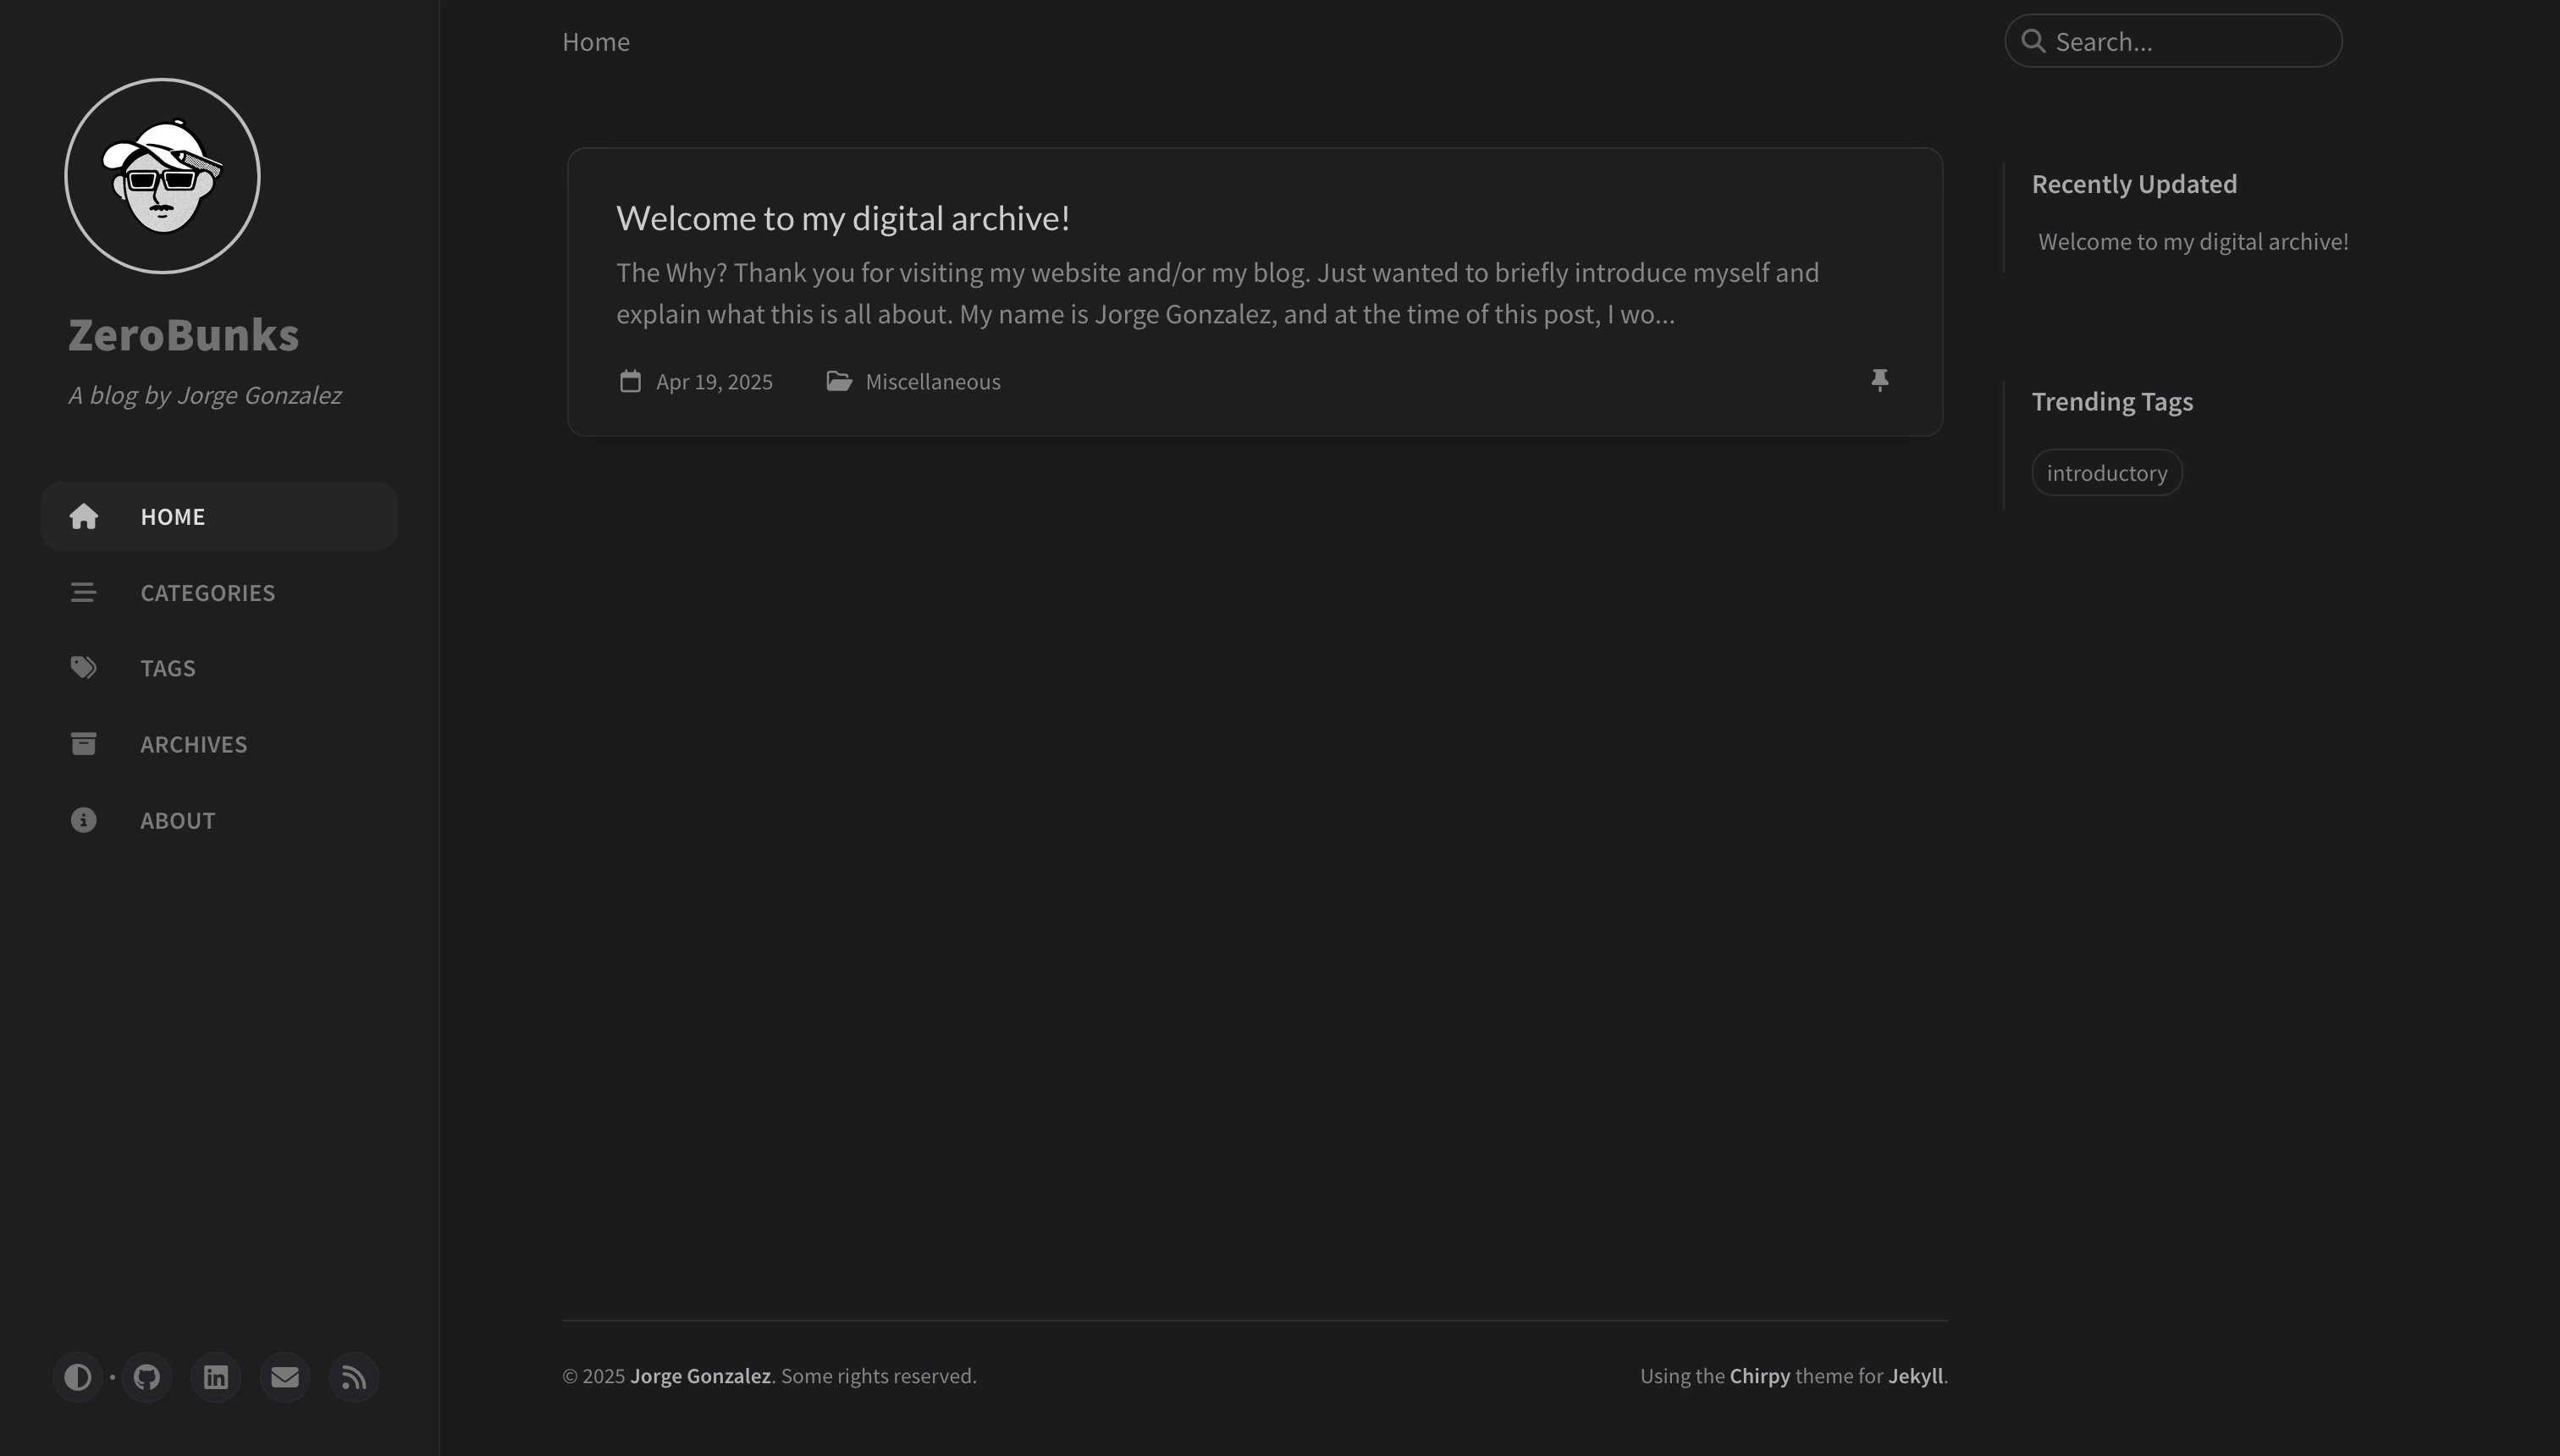 ZeroBunks
A blog by Jorge Gonzalez
HOME
CATEGORIES
TAGS
ARCHIVES
ABOUT
Home
Search...
Welcome to my digital archive!
The Why? Thank you for visiting my website and/or my blog. Just wanted to briefly introduce myself and
explain what this is all about. My name is Jorge Gonzalez, and at the time of this post, I wo...
Apr 19, 2025 Miscellaneous
Recently Updated
Welcome to my digital archive!
Trending Tags
introductory
© 2025 Jorge Gonzalez. Some rights reserved.
Using the Chirpy theme for Jekyll.